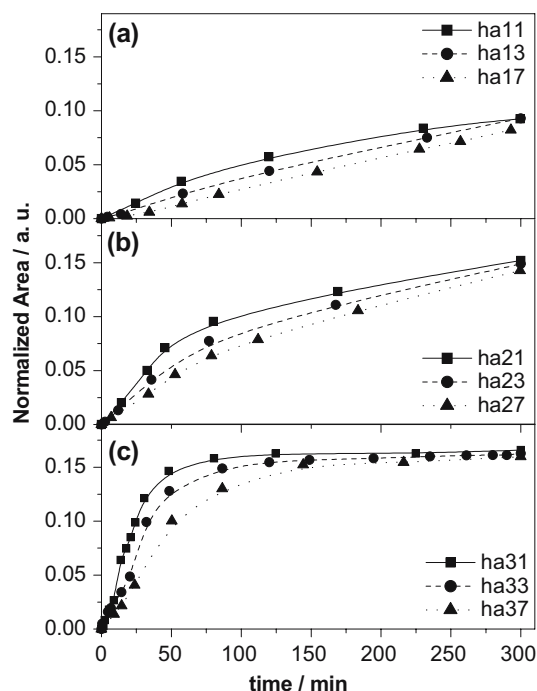 (a)
ha11
ha13
ha17
0.15
0.10
0.05
0.00
(b)
ha21
ha23
ha27
0.15
0.10
0.05
0.00
(c)
ha31
ha33
ha37
0.15
0.10
0.05
0.00
0 50 100 150 200 250 300
Normalized Area / a. u.
time / min